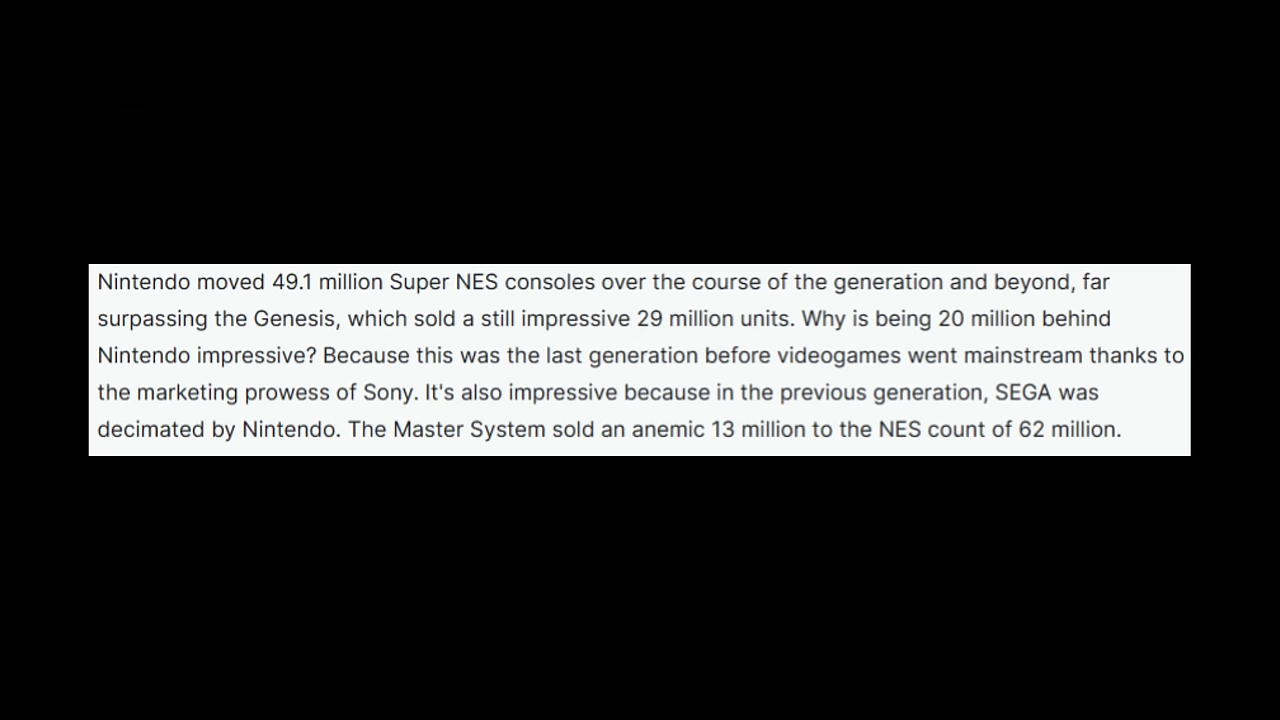 Nintendo moved 49.1 million Super NES consoles over the course of the generation and beyond, far
surpassing the Genesis, which sold a still impressive 29 million units. Why is being 20 million behind
Nintendo impressive? Because this was the last generation before videogames went mainstream thanks to
the marketing prowess of Sony. It's also impressive because in the previous generation, SEGA was
decimated by Nintendo. The Master System sold an anemic 13 million to the NES count of 62 million.